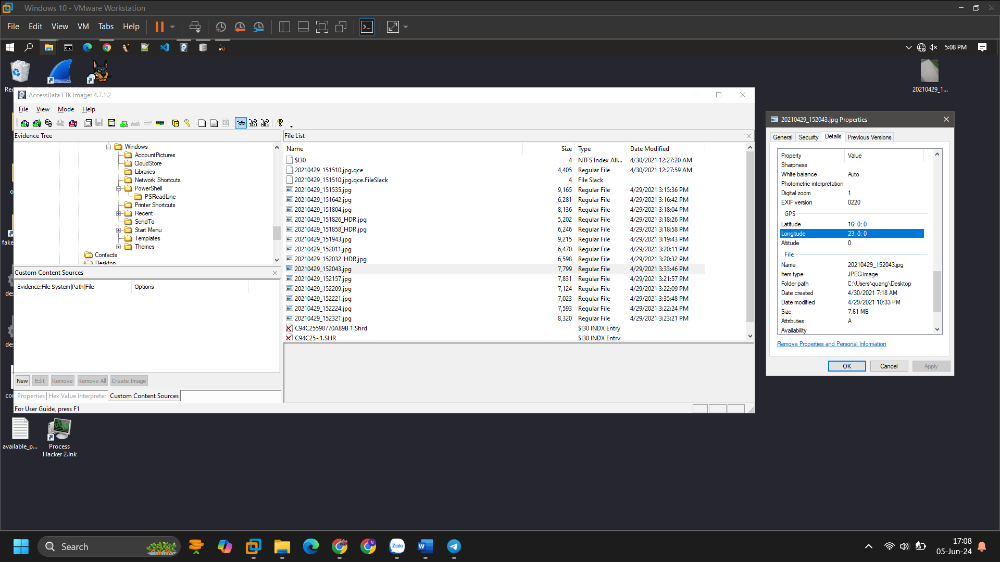 Windows 10 - VMware Workstation
File Edit View VM Tabs Help
5:08 PM
20210429_1...
AccessData FTK Imager 4.7.1.2
File View Mode Help
Evidence Tree
Windows
AccountPictures
CloudStore
Libraries
Network Shortcuts
PowerShell
PSReadLine
Printer Shortcuts
Recent
SendTo
Start Menu
Templates
Themes
Contacts
Desktop
Custom Content Sources
Evidence:File System|Path|File Options
New Edit Remove Remove All Create Image
Properties Hex Value Interpreter Custom Content Sources
For User Guide, press F1
File List
Name Size Type Date Modified
$I30 4 NTFS Index All... 4/30/2021 12:27:20 AM
20210429_151510.jpg.qce 4,405 Regular File 4/30/2021 12:27:59 AM
20210429_151510.jpg.qce.FileSlack 4 File Slack
20210429_151535.jpg 9,165 Regular File 4/29/2021 3:15:36 PM
20210429_151642.jpg 6,281 Regular File 4/29/2021 3:16:42 PM
20210429_151804.jpg 8,136 Regular File 4/29/2021 3:18:04 PM
20210429_151826_HDR.jpg 5,202 Regular File 4/29/2021 3:18:26 PM
20210429_151858_HDR.jpg 6,246 Regular File 4/29/2021 3:18:58 PM
20210429_151943.jpg 9,215 Regular File 4/29/2021 3:19:43 PM
20210429_152011.jpg 6,470 Regular File 4/29/2021 3:20:11 PM
20210429_152032_HDR.jpg 6,598 Regular File 4/29/2021 3:20:32 PM
20210429_152043.jpg 7,799 Regular File 4/29/2021 3:33:46 PM
20210429_152157.jpg 7,831 Regular File 4/29/2021 3:21:57 PM
20210429_152209.jpg 7,124 Regular File 4/29/2021 3:22:09 PM
20210429_152221.jpg 7,023 Regular File 4/29/2021 3:35:48 PM
20210429_152224.jpg 7,593 Regular File 4/29/2021 3:22:24 PM
20210429_152321.jpg 8,320 Regular File 4/29/2021 3:23:21 PM
C94C25598770A89B 1.Shrd $I30 INDX Entry
C94C25~1.SHR $I30 INDX Entry
20210429_152043.jpg Properties
General Security Details Previous Versions
Property Value
Sharpness
White balance Auto
Photometric interpretation
Digital zoom 1
EXIF version 0220
GPS
Latitude 16; 0; 0
Longitude 23; 0; 0
Altitude 0
File
Name 20210429_152043.jpg
Item type JPEG image
Folder path C:\Users\quang\Desktop
Date created 4/30/2021 7:18 AM
Date modified 4/29/2021 10:33 PM
Size 7.61 MB
Attributes A
Availability
Remove Properties and Personal Information
OK Cancel Apply
available_p...
Process
Hacker 2.lnk
Search
Zalo
17:08
05-Jun-24